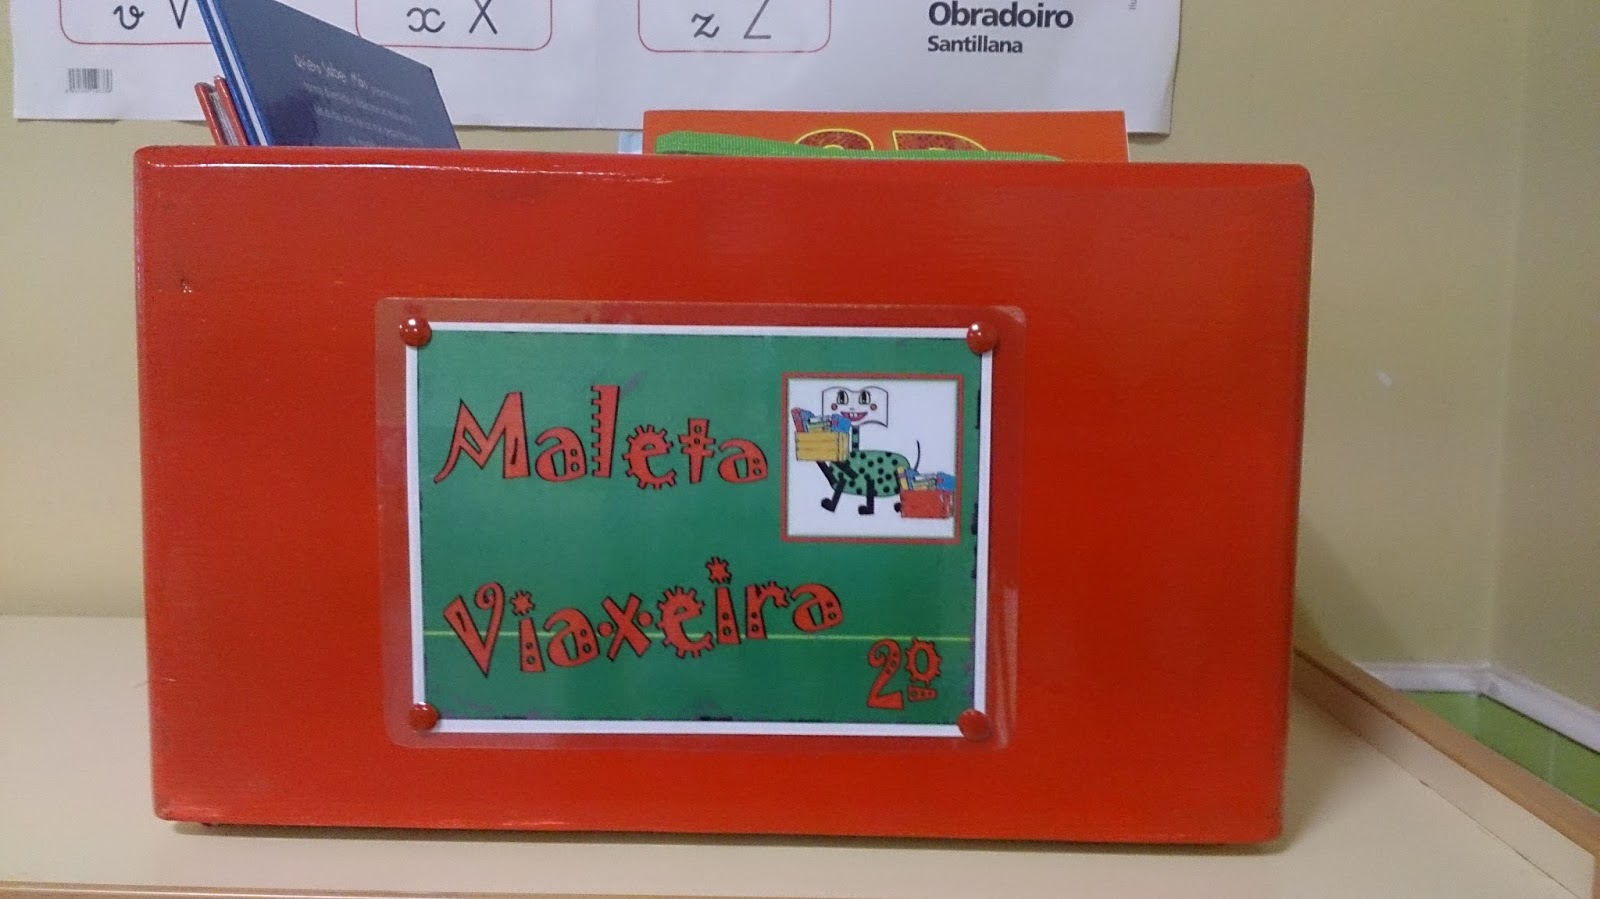 v V
x X
z Z
Obradoiro
Santillana
Maleta
Viaxeira
2º